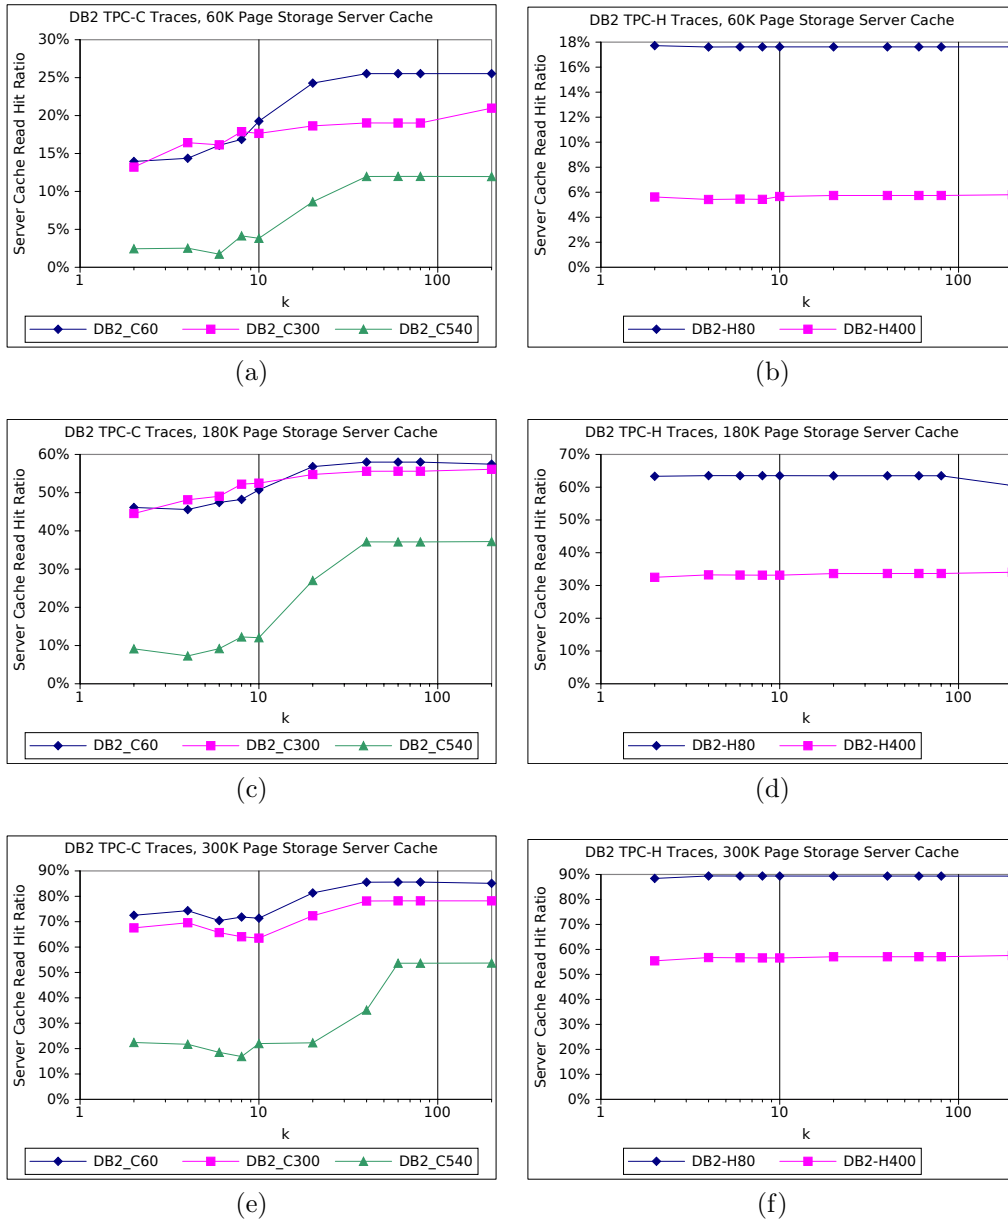 DB2 TPC-C Traces, 60K Page Storage Server Cache
Server Cache Read Hit Ratio
30%
25%
20%
15%
10%
5%
0%
1
10
100
k
DB2_C60
DB2_C300
DB2_C540
(a)
DB2 TPC-H Traces, 60K Page Storage Server Cache
Server Cache Read Hit Ratio
18%
16%
14%
12%
10%
8%
6%
4%
2%
0%
1
10
100
k
DB2-H80
DB2-H400
(b)
DB2 TPC-C Traces, 180K Page Storage Server Cache
Server Cache Read Hit Ratio
60%
50%
40%
30%
20%
10%
0%
1
10
100
k
DB2_C60
DB2_C300
DB2_C540
(c)
DB2 TPC-H Traces, 180K Page Storage Server Cache
Server Cache Read Hit Ratio
70%
60%
50%
40%
30%
20%
10%
0%
1
10
100
k
DB2-H80
DB2-H400
(d)
DB2 TPC-C Traces, 300K Page Storage Server Cache
Server Cache Read Hit Ratio
90%
80%
70%
60%
50%
40%
30%
20%
10%
0%
1
10
100
k
DB2_C60
DB2_C300
DB2_C540
(e)
DB2 TPC-H Traces, 300K Page Storage Server Cache
Server Cache Read Hit Ratio
90%
80%
70%
60%
50%
40%
30%
20%
10%
0%
1
10
100
k
DB2-H80
DB2-H400
(f)